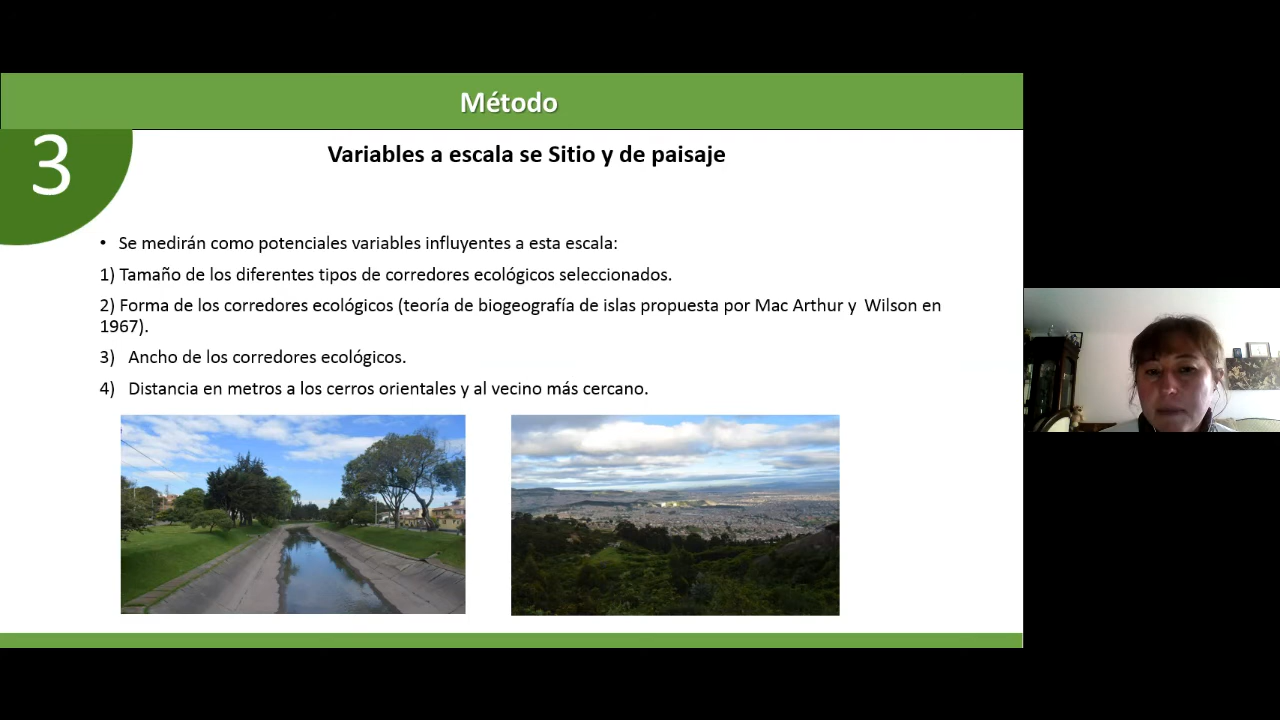 Método
3
Variables a escala se Sitio y de paisaje
• Se medirán como potenciales variables influyentes a esta escala:
1) Tamaño de los diferentes tipos de corredores ecológicos seleccionados.
2) Forma de los corredores ecológicos (teoría de biogeografía de islas propuesta por Mac Arthur y Wilson en
1967).
3) Ancho de los corredores ecológicos.
4) Distancia en metros a los cerros orientales y al vecino más cercano.